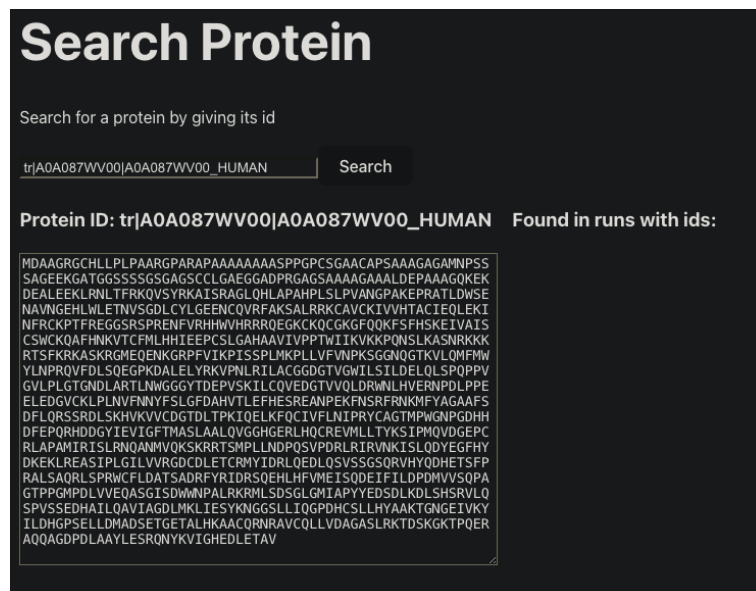 Search Protein
Search for a protein by giving its id
tr|A0A087WV00|A0A087WV00_HUMAN Search
Protein ID: tr|A0A087WV00|A0A087WV00_HUMAN Found in runs with ids:
MDAAGRGCHLLPLPAARGPARAPAAAAAAAASPPGPCSGAACAPSAAAGAGAMNPSS
SAGEEKGATGGSSSSGSGAGSCCLGAEGGADPRGAGSAAAAGAAALDEPAAAGQKEK
DEALEEKLRNLTFRKQVSYRKAISRAGLQHLAPAHPLSLPVANGPAKEPRATLDWSE
NAVNGEHLWLETNVSGDLCYLGEENCQVRFAKSALRRKCAVCKIVVHTACIEQLEKI
NFRCKPTFREGGSRSPRENFVRHHWVHRRRQEGKCKQCGKGFQQKFSFHSKEIVAIS
CSWCKQAFHNKVTCFMLHHIEEPCSLGAHAAVIVPPTWIIKVKKPQNSLKASNRKKK
RTSFKRKASKRGMEQENKGRPFVIKPISSPLMKPLLVFVNPKSGGNQGTKVLQMFMW
YLNPRQVFDLSQEGPKDALELYRKVPNLRILACGGDGTVGWILSILDELQLSPQPPV
GVLPLGTGNDLARTLNWGGGYTDEPVSKILCQVEDGTVVQLDRWNLHVERNPDLPPE
ELEDGVCKLPLNVFNNYFSLGFDAHVTLEFHESREANPEKFNSRFRNKMFYAGAAFS
DFLQRSSRDLSKHVKVVCDGTDLTPKIQELKFQCIVFLNIPRYCAGTMPWGNPGDHH
DFEPQRHDDGYIEVIGFTMASLAALQVGGHGERLHQCREVMLLTYKSIPMQVDGEPC
RLAPAMIRISLRNQANMVQKSKRRTSMPLLNDPQSVPDRLRIRVNKISLQDYEGFHY
DKEKLREASIPLGILVVRGDCDLETCRMYIDRLQEDLQSVSSGSQRVHYQDHETSFP
RALSAQRLSPRWCFLDATSADRFYRIDRSQEHLHFVMEISQDEIFILDPDMVVSQPA
GTPPGMPDLVVEQASGISDWWNPALRKRMLSDSGLGMIAPYYEDSDLKDLSHSRVLQ
SPVSSEDHAILQAVIAGDLMKLIESYKNGGSLLIQGPDHCSLLHYAAKTGNGEIVKY
ILDHGPSELLDMADSETGETALHKAACQRNRAVCQLLVDAGASLRKTDSKGKTPQER
AQQAGDPDLAAYLESRQNYKVIGHEDLETAV